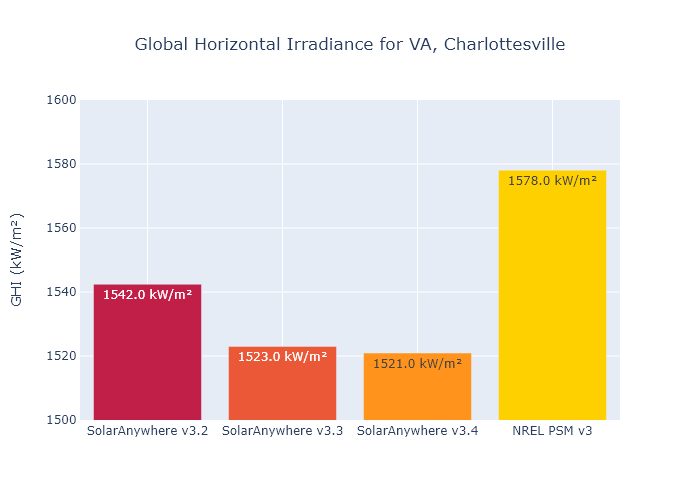 Global Horizontal Irradiance for VA, Charlottesville
GHI (kW/m²)
1600
1580
1560
1540
1520
1500
1542.0 kW/m²
1523.0 kW/m²
1521.0 kW/m²
1578.0 kW/m²
SolarAnywhere v3.2
SolarAnywhere v3.3
SolarAnywhere v3.4
NREL PSM v3